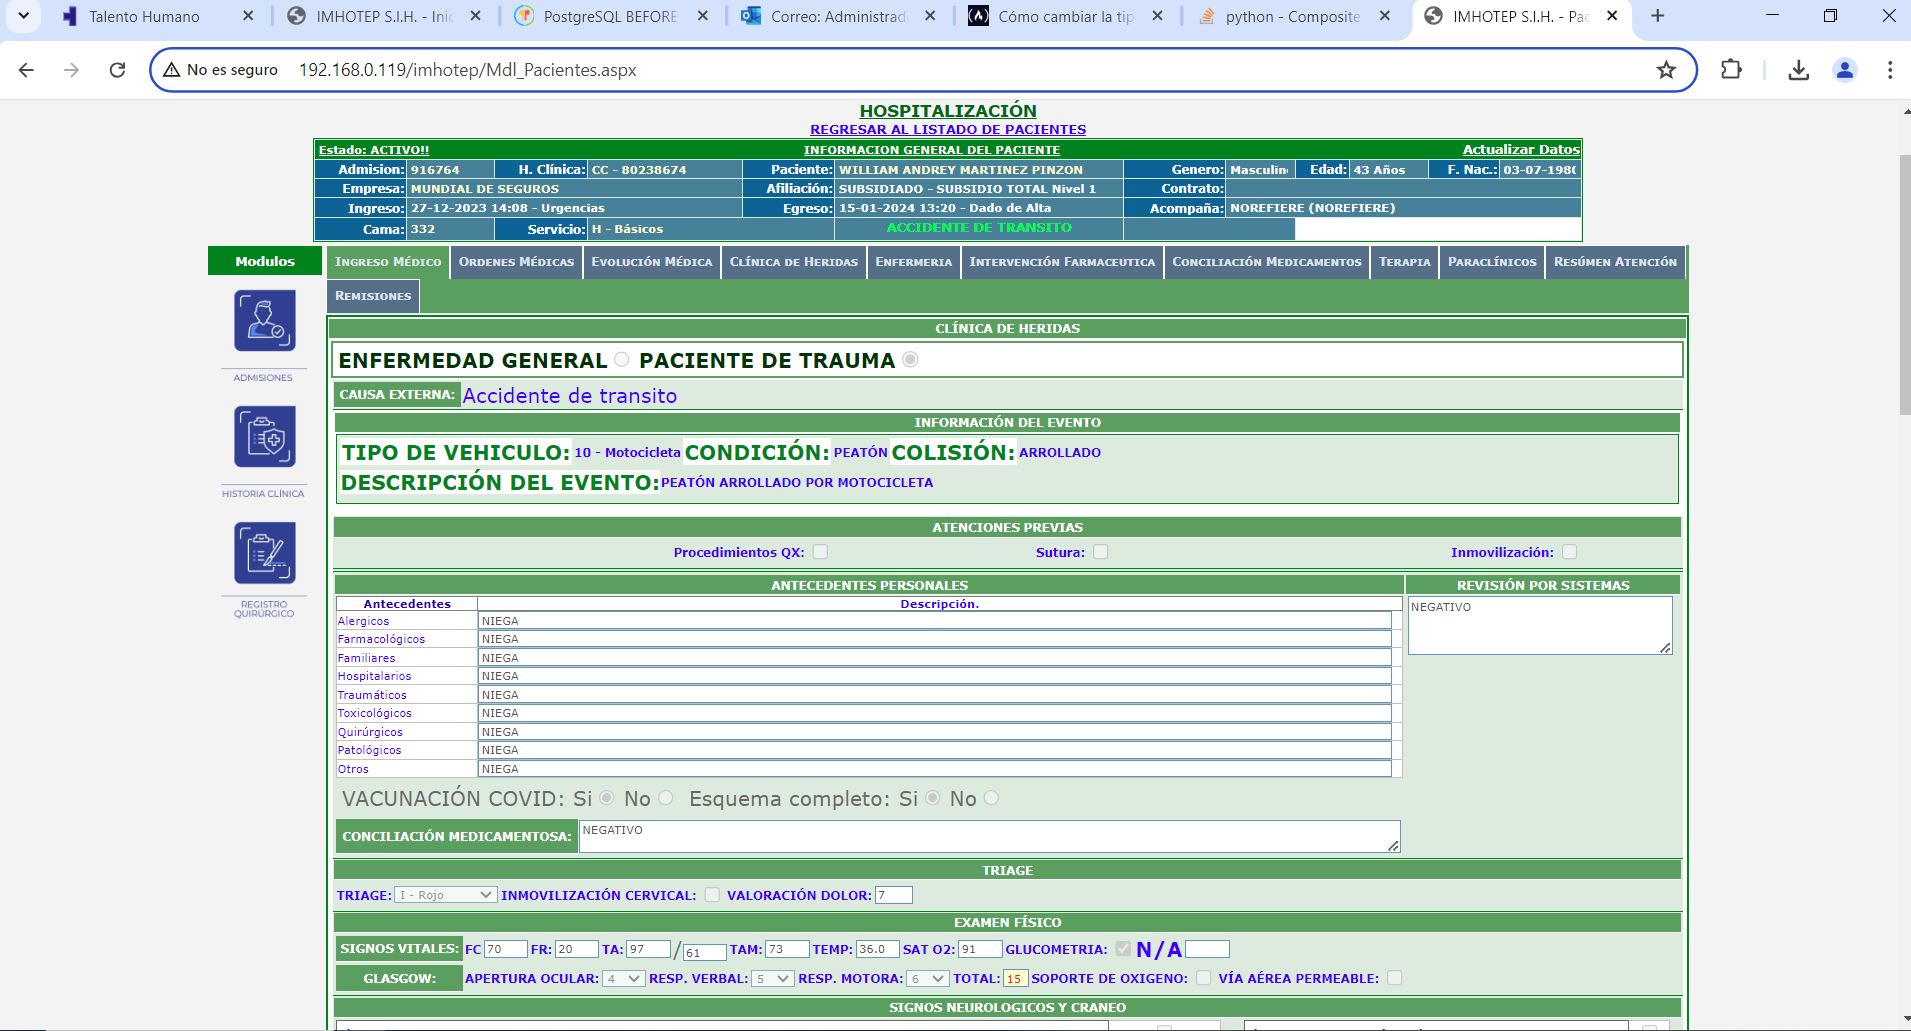 Talento Humano
IMHOTEP S.I.H. - Ini
PostgreSQL BEFORE
Correo: Administrad
Cómo cambiar la tip
python - Composite
IMHOTEP S.I.H. - Pac
No es seguro 192.168.0.119/imhotep/Mdl_Pacientes.aspx
HOSPITALIZACIÓN
REGRESAR AL LISTADO DE PACIENTES
Estado: ACTIVO!! INFORMACION GENERAL DEL PACIENTE Actualizar Datos
Admision: 916764 H. Clínica: CC - 80238674 Paciente: WILLIAM ANDREY MARTINEZ PINZON Genero: Masculin Edad: 43 Años F. Nac.: 03-07-198
Empresa: MUNDIAL DE SEGUROS Afiliación: SUBSIDIADO - SUBSIDIO TOTAL Nivel 1 Contrato:
Ingreso: 27-12-2023 14:08 - Urgencias Egreso: 15-01-2024 13:20 - Dado de Alta Acompaña: NOREFIERE (NOREFIERE)
Cama: 332 Servicio: H - Básicos ACCIDENTE DE TRANSITO
Modulos
INGRESO MÉDICO ORDENES MÉDICAS EVOLUCIÓN MÉDICA CLÍNICA DE HERIDAS ENFERMERIA INTERVENCIÓN FARMACEUTICA CONCILIACIÓN MEDICAMENTOS TERAPIA PARACLÍNICOS RESÚMEN ATENCIÓN
REMISIONES
ADMISIONES
HISTORIA CLÍNICA
REGISTRO
QUIRÚRGICO
CLÍNICA DE HERIDAS
ENFERMEDAD GENERAL PACIENTE DE TRAUMA
CAUSA EXTERNA: Accidente de transito
INFORMACIÓN DEL EVENTO
TIPO DE VEHICULO: 10 - Motocicleta CONDICIÓN: PEATÓN COLISIÓN: ARROLLADO
DESCRIPCIÓN DEL EVENTO: PEATÓN ARROLLADO POR MOTOCICLETA
ATENCIONES PREVIAS
Procedimientos QX: Sutura: Inmovilización:
ANTECEDENTES PERSONALES
Antecedentes Descripción.
Alergicos NIEGA
Farmacológicos NIEGA
Familiares NIEGA
Hospitalarios NIEGA
Traumáticos NIEGA
Toxicológicos NIEGA
Quirúrgicos NIEGA
Patológicos NIEGA
Otros NIEGA
REVISIÓN POR SISTEMAS
NEGATIVO
VACUNACIÓN COVID: Si No Esquema completo: Si No
CONCILIACIÓN MEDICAMENTOSA: NEGATIVO
TRIAGE
TRIAGE: I - Rojo INMOVILIZACIÓN CERVICAL: VALORACIÓN DOLOR: 7
EXAMEN FÍSICO
SIGNOS VITALES: FC 70 FR: 20 TA: 97 / 61 TAM: 73 TEMP: 36.0 SAT O2: 91 GLUCOMETRIA: N/A
GLASGOW: APERTURA OCULAR: 4 RESP. VERBAL: 5 RESP. MOTORA: 6 TOTAL: 15 SOPORTE DE OXIGENO: VÍA AÉREA PERMEABLE:
SIGNOS NEUROLOGICOS Y CRANEO